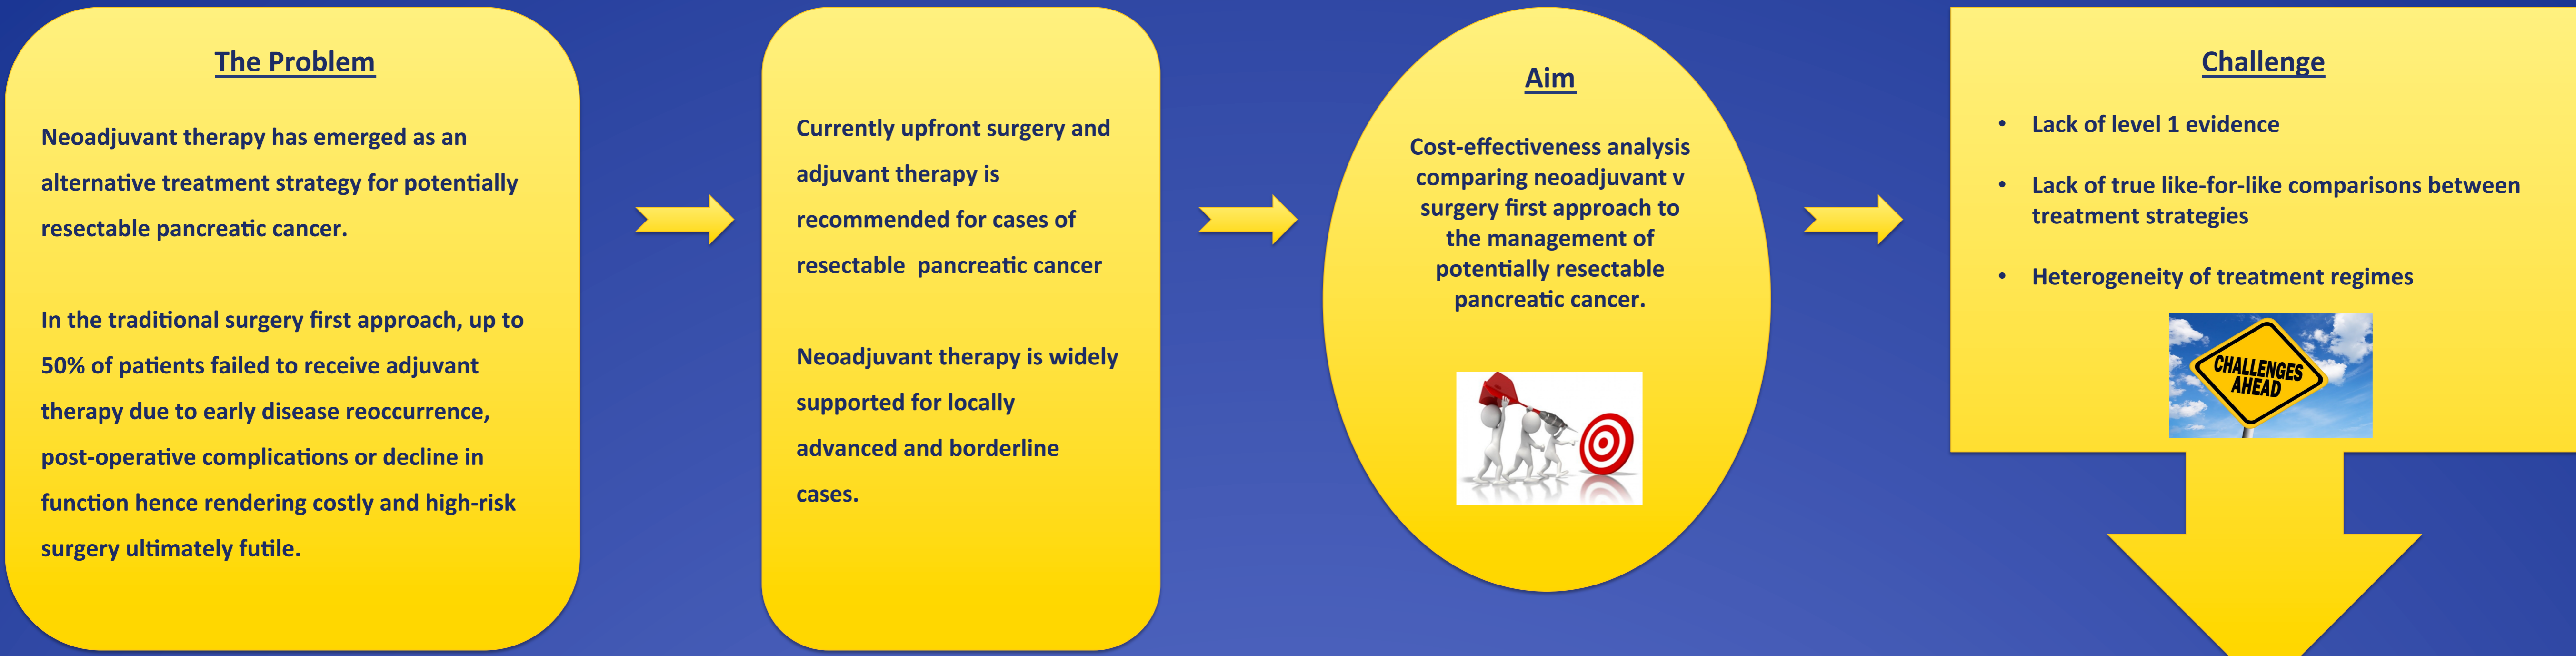 The Problem
Neoadjuvant therapy has emerged as an
alternative treatment strategy for potentially
resectable pancreatic cancer.
In the traditional surgery first approach, up to
50% of patients failed to receive adjuvant
therapy due to early disease reoccurrence,
post-operative complications or decline in
function hence rendering costly and high-risk
surgery ultimately futile.
Currently upfront surgery and
adjuvant therapy is
recommended for cases of
resectable pancreatic cancer
Neoadjuvant therapy is widely
supported for locally
advanced and borderline
cases.
Aim
Cost-effectiveness analysis
comparing neoadjuvant v
surgery first approach to
the management of
potentially resectable
pancreatic cancer.
Challenge
• Lack of level 1 evidence
• Lack of true like-for-like comparisons between
treatment strategies
• Heterogeneity of treatment regimes
CHALLENGES
AHEAD